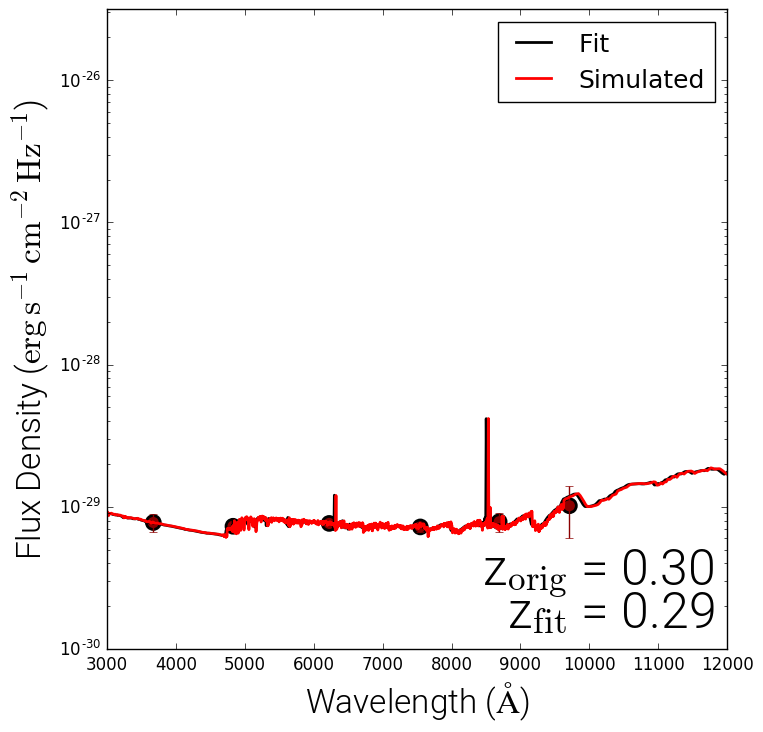 Fit
Simulated
10^-26
10^-27
10^-28
10^-29
10^-30
Flux Density (erg s^−1 cm^−2 Hz^−1)
z_orig = 0.30
z_fit = 0.29
3000 4000 5000 6000 7000 8000 9000 10000 11000 12000
Wavelength (Å)